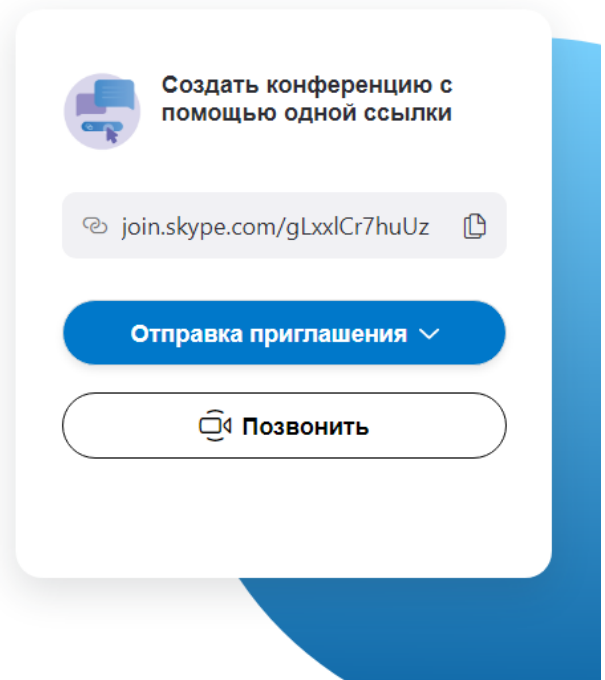 Создать конференцию с
помощью одной ссылки
join.skype.com/gLxxlCr7huUz
Отправка приглашения
Позвонить